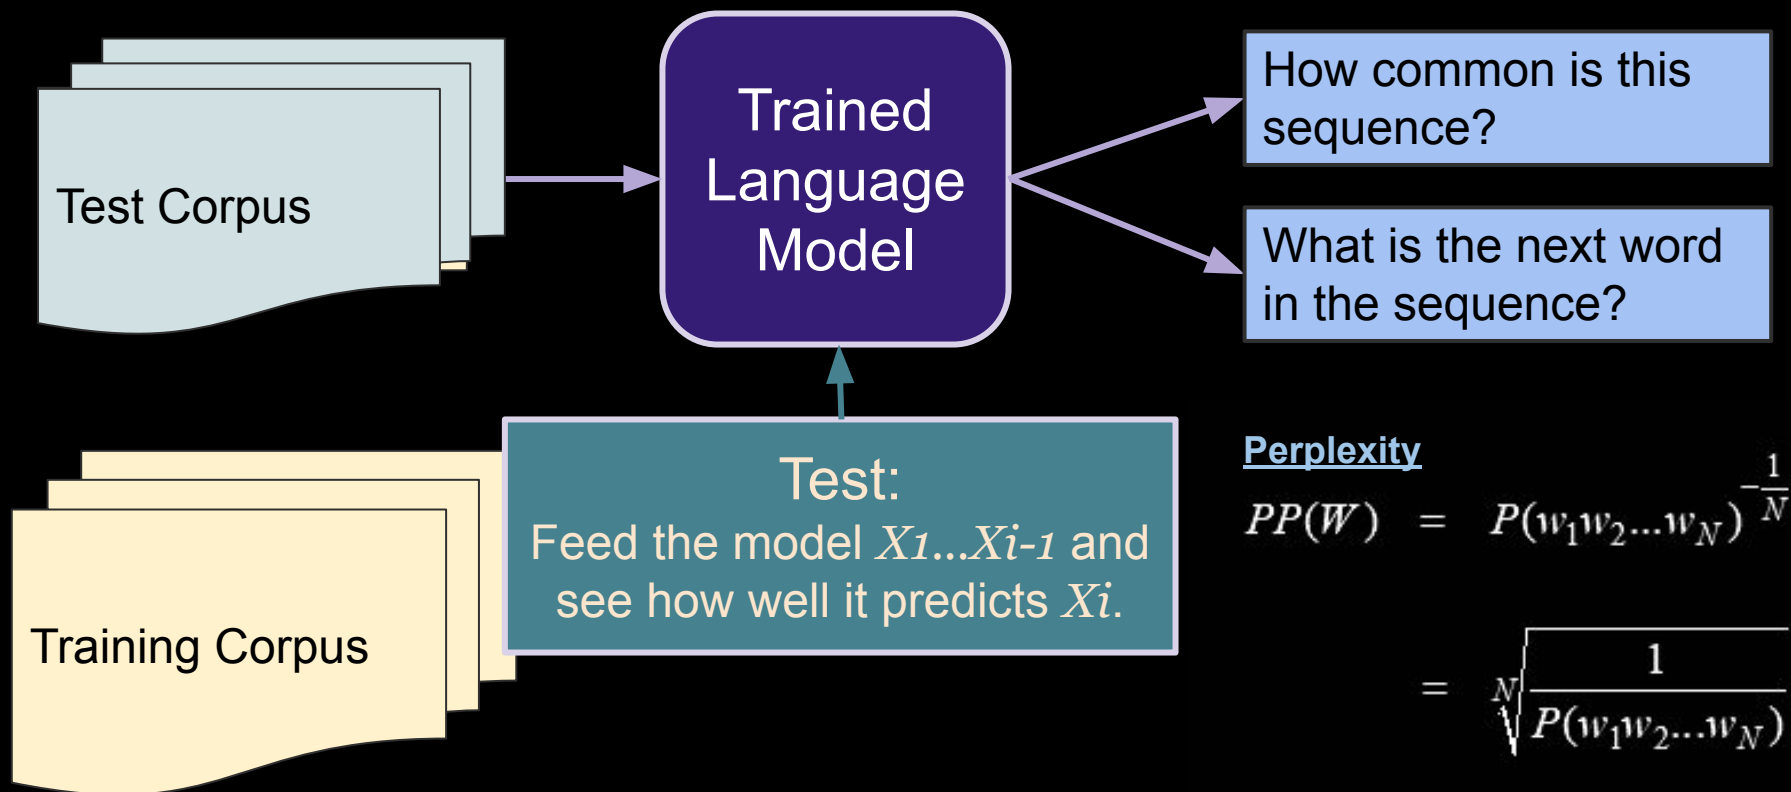 Test Corpus
Trained
Language
Model
How common is this
sequence?
What is the next word
in the sequence?
Training Corpus
Test:
Feed the model X1...Xi-1 and
see how well it predicts Xi.
Perplexity
PP(W) = P(w₁w₂...w_N)^(-1/N)
= ᴺ√(1/P(w₁w₂...w_N))